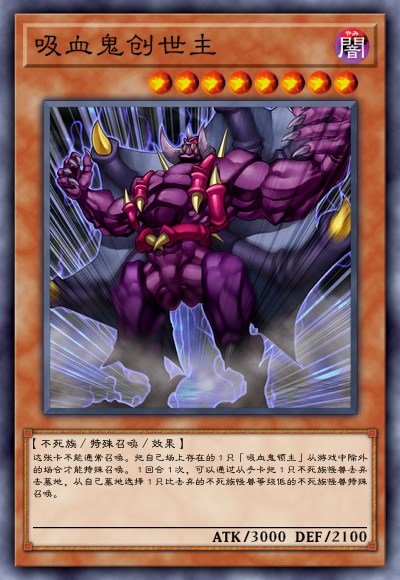 吸血鬼创世主
やみ
闇
【不死族/特殊召唤/效果】
这张卡不能通常召唤。把自己场上存在的1只「吸血鬼领主」从游戏中除外
的场合才能特殊召唤。1回合1次，可以通过从手卡把1只不死族怪兽丢弃
去墓地，从自己墓地选择1只比丢弃的不死族怪兽等级低的不死族怪兽特殊
召唤。
ATK/3000 DEF/2100